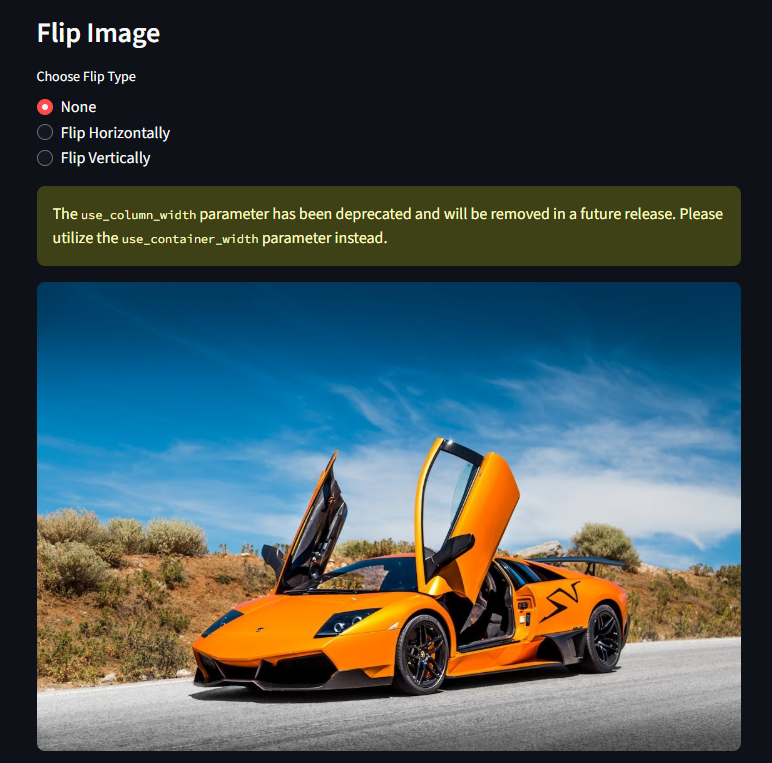 Flip Image
Choose Flip Type
None
Flip Horizontally
Flip Vertically
The use_column_width parameter has been deprecated and will be removed in a future release. Please
utilize the use_container_width parameter instead.
SV